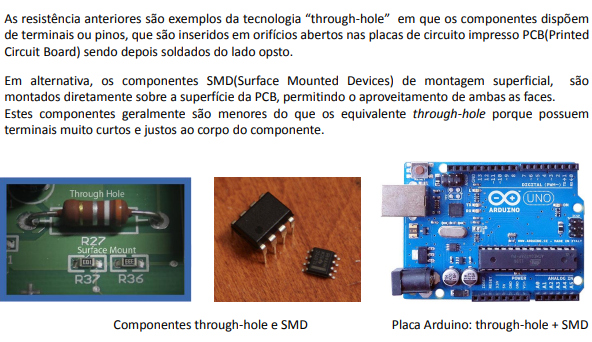 As resistência anteriores são exemplos da tecnologia “through-hole” em que os componentes dispõem
de terminais ou pinos, que são inseridos em orifícios abertos nas placas de circuito impresso PCB(Printed
Circuit Board) sendo depois soldados do lado opsto.
Em alternativa, os componentes SMD(Surface Mounted Devices) de montagem superficial, são
montados diretamente sobre a superfície da PCB, permitindo o aproveitamento de ambas as faces.
Estes componentes geralmente são menores do que os equivalente through-hole porque possuem
terminais muito curtos e justos ao corpo do componente.
Through Hole
R27
Surface Mount
R37 R36
DIGITAL (PWM~)
UNO
ARDUINO
ON
POWER
ANALOG IN
Componentes through-hole e SMD
Placa Arduino: through-hole + SMD